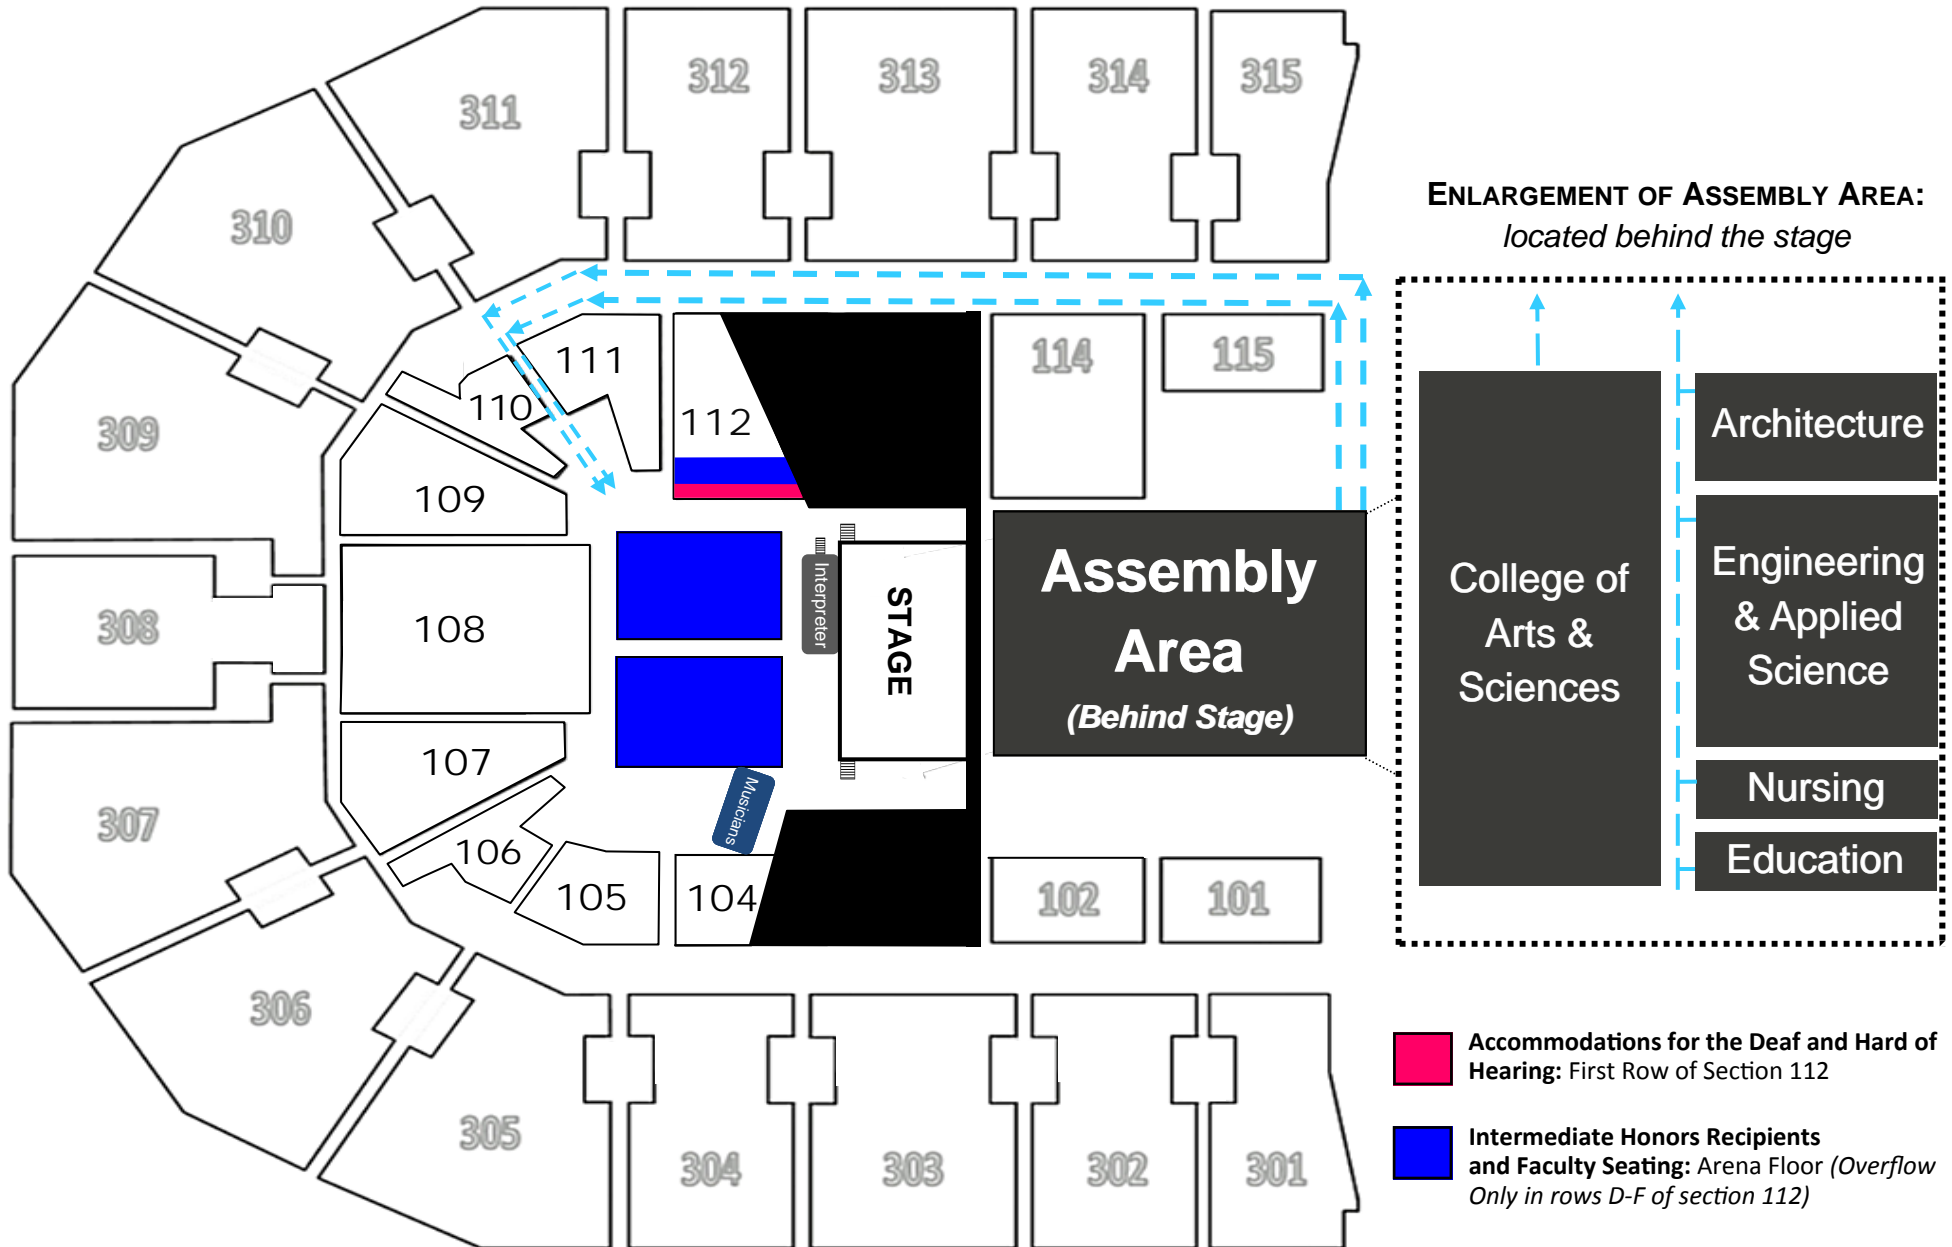 312
313
314
315
311
310
309
308
307
306
305
304
303
302
301
111
110
112
109
108
107
106
105
104
114
115
102
101
Interpreter
STAGE
Musicians
Assembly
Area
(Behind Stage)
ENLARGEMENT OF ASSEMBLY AREA:
located behind the stage
College of
Arts &
Sciences
Architecture
Engineering
& Applied
Science
Nursing
Education
Accommodations for the Deaf and Hard of
Hearing: First Row of Section 112
Intermediate Honors Recipients
and Faculty Seating: Arena Floor (Overflow
Only in rows D-F of section 112)